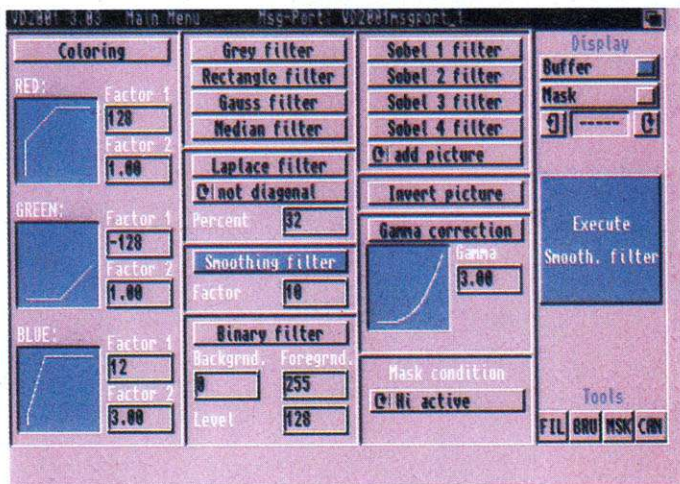 VD2001 3.03 Main Menu Msg-Port: VD2001msgport_1
Coloring
RED:
Factor 1
128
Factor 2
1.00
GREEN:
Factor 1
-128
Factor 2
1.00
BLUE:
Factor 1
12
Factor 2
3.00
Grey filter
Rectangle filter
Gauss filter
Median filter
Laplace filter
not diagonal
Percent 32
Smoothing filter
Factor 10
Binary filter
Backgrnd. Foregrnd.
0 255
Level 128
Sobel 1 filter
Sobel 2 filter
Sobel 3 filter
Sobel 4 filter
add picture
Invert picture
Gamma correction
Gamma
3.00
Mask condition
Hi active
Display
Buffer
Mask
-----
Execute
Smooth. filter
Tools
FIL BRU MSK CAN